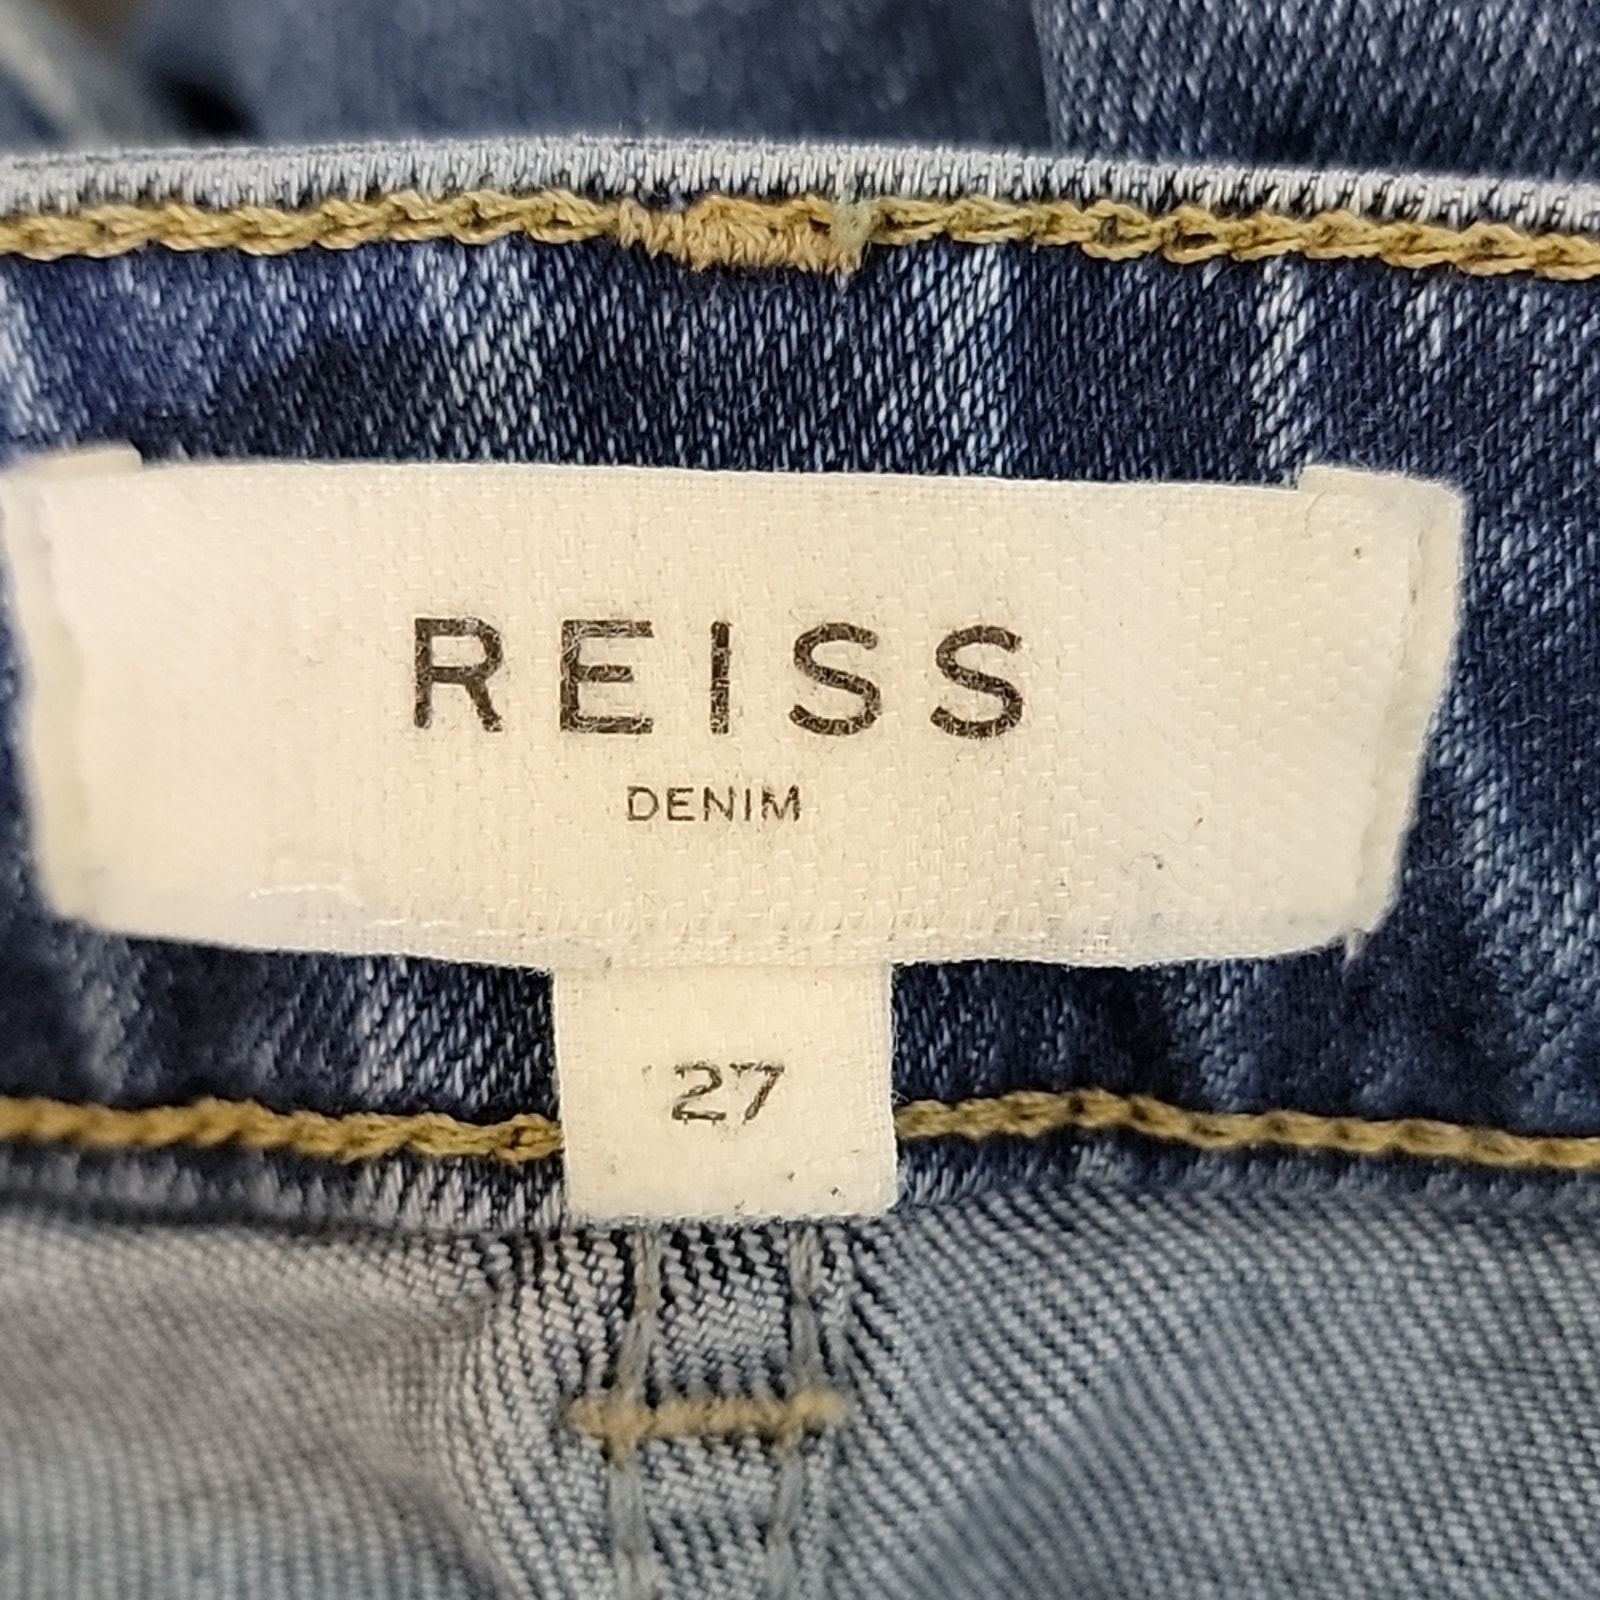 REISS
DENIM
27